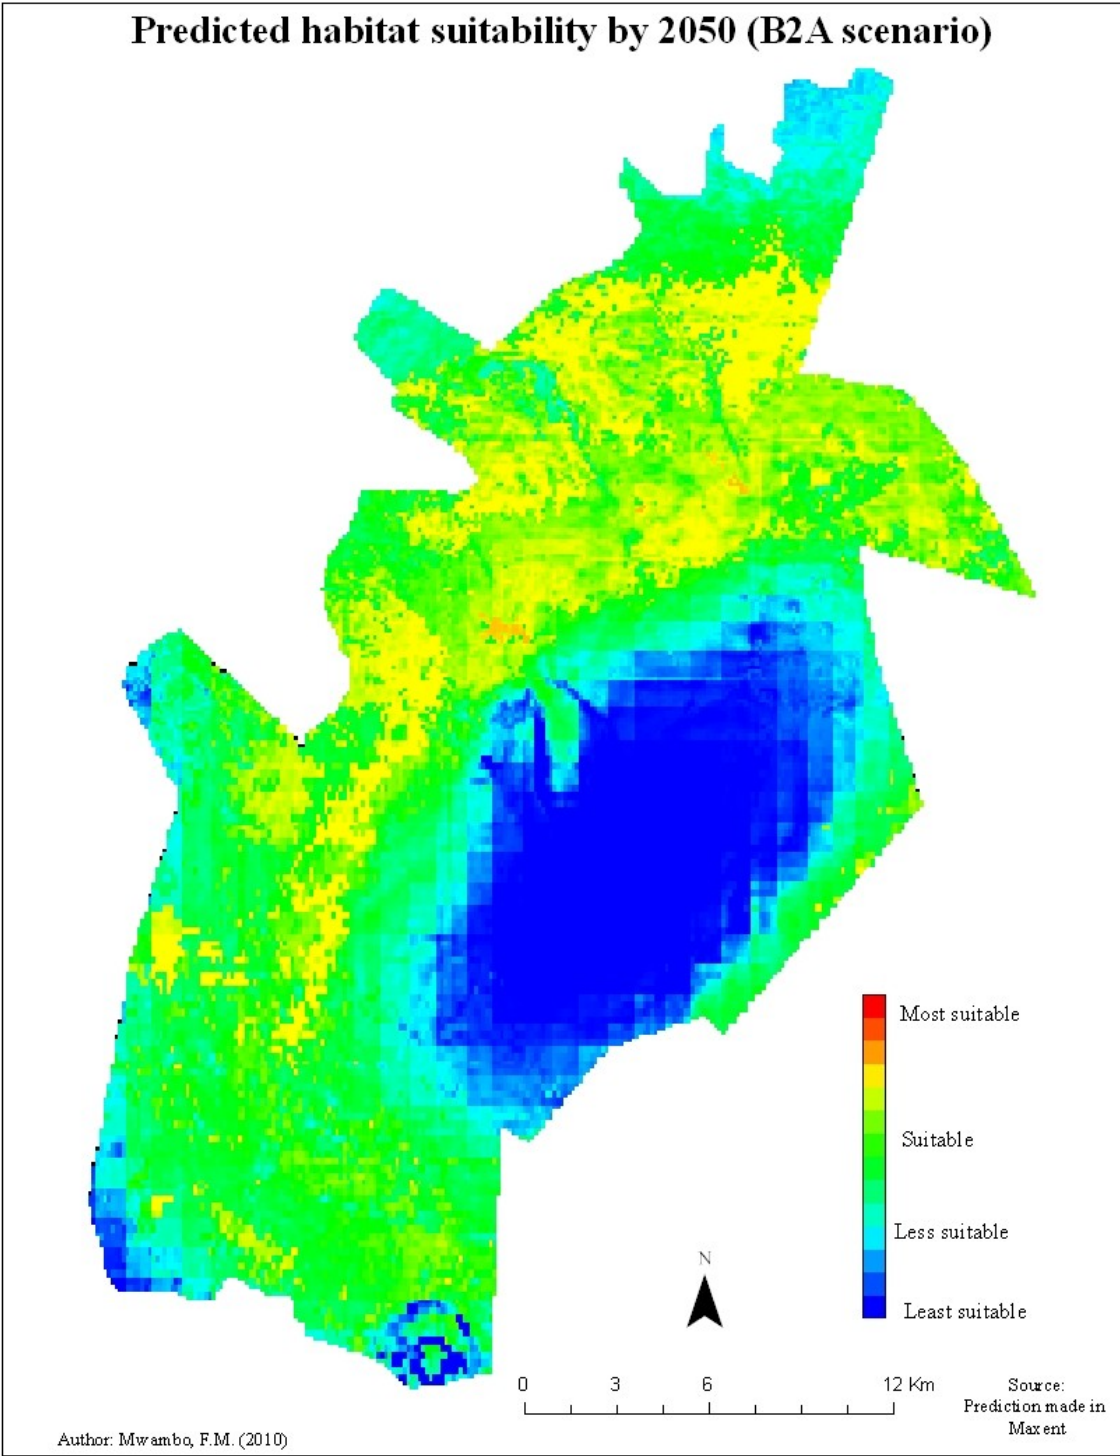 Predicted habitat suitability by 2050 (B2A scenario)
Most suitable
Suitable
Less suitable
Least suitable
N
0 3 6 12 Km
Source:
Prediction made in
Maxent
Author: Mwambo, F.M. (2010)